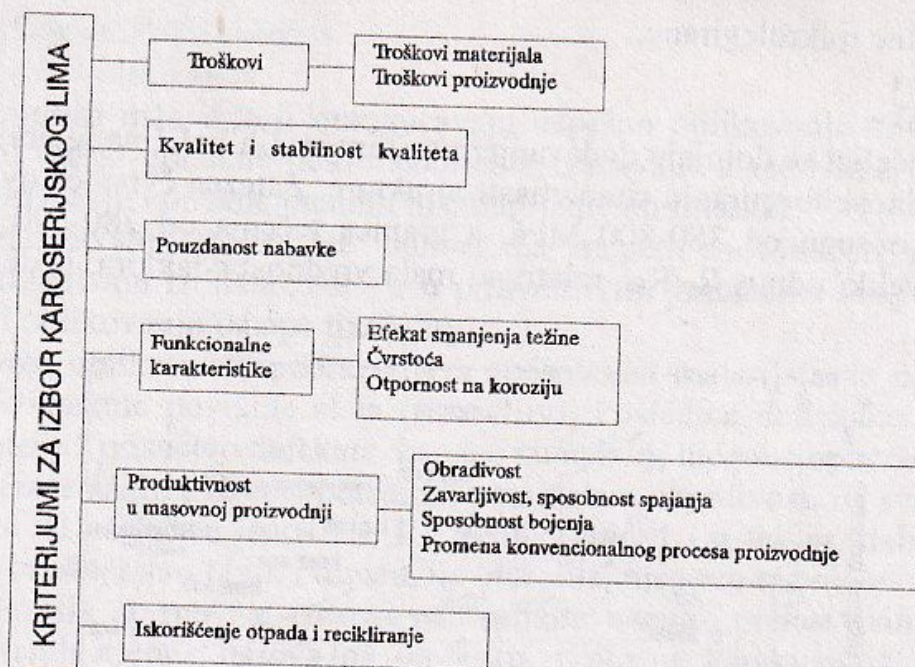 KRITERIJUMI ZA IZBOR KAROSERIJSKOG LIMA
Troškovi
Troškovi materijala
Troškovi proizvodnje
Kvalitet i stabilnost kvaliteta
Pouzdanost nabavke
Funkcionalne
karakteristike
Efekat smanjenja težine
Čvrstoća
Otpornost na koroziju
Produktivnost
u masovnoj proizvodnji
Obradivost
Zavarljivost, sposobnost spajanja
Sposobnost bojenja
Promena konvencionalnog procesa proizvodnje
Iskorišćenje otpada i recikliranje